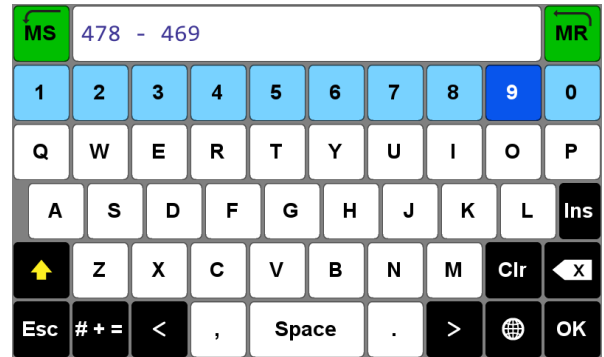 MS 478 - 469 MR
1 2 3 4 5 6 7 8 9 0
Q W E R T Y U I O P
A S D F G H J K L Ins
Z X C V B N M Clr X
Esc # + = < , Space . > OK